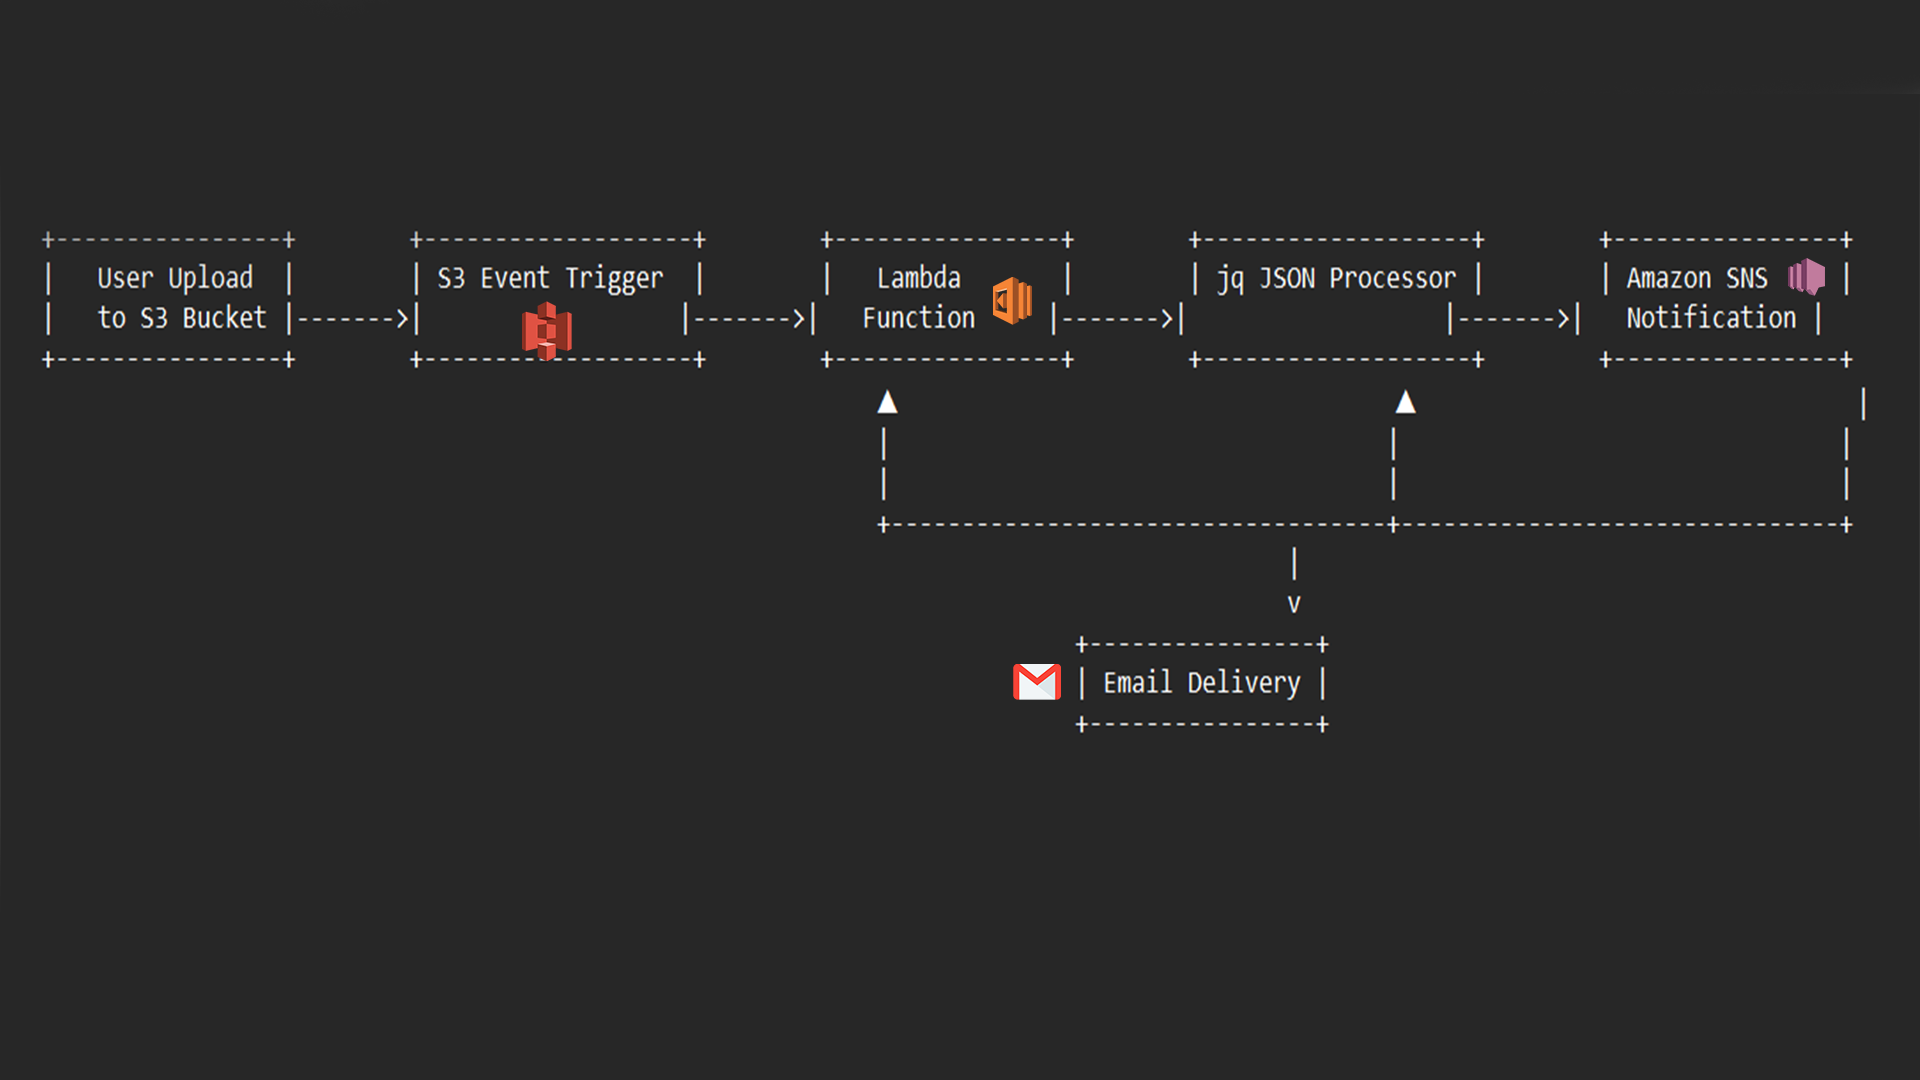 User Upload
to S3 Bucket
S3 Event Trigger
Lambda
Function
jq JSON Processor
Amazon SNS
Notification
v
Email Delivery